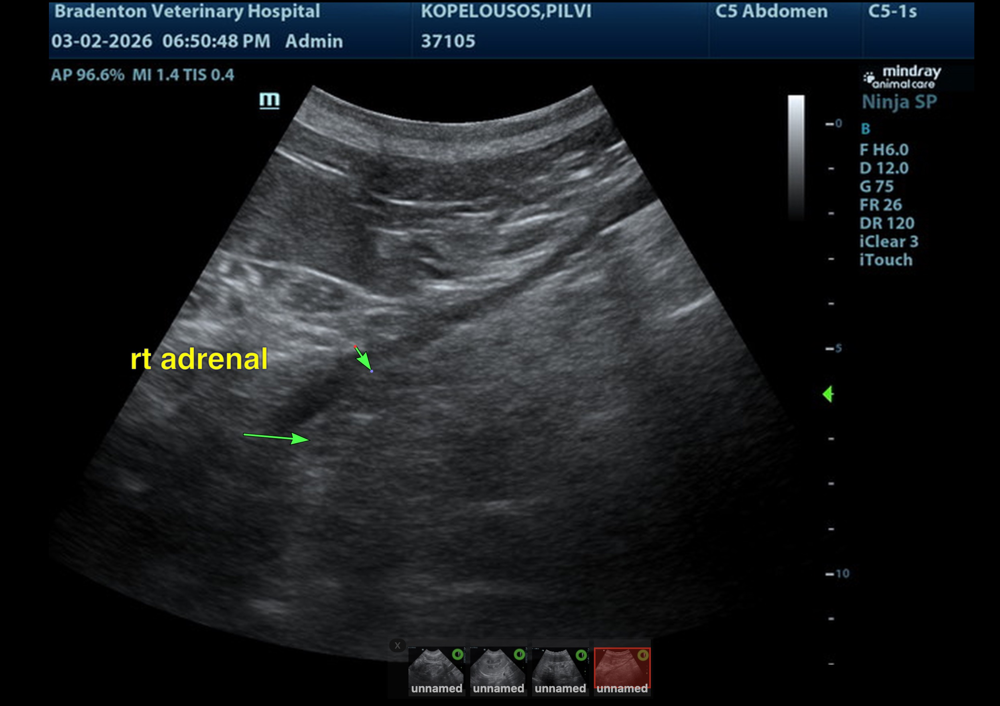 Bradenton Veterinary Hospital
KOPELOUSOS,PILVI
C5 Abdomen
C5-1s
03-02-2026 06:50:48 PM Admin
37105
AP 96.6% MI 1.4 TIS 0.4
m
mindray
animal care
Ninja SP
0
B
F H6.0
D 12.0
G 75
FR 26
DR 120
iClear 3
iTouch
5
rt adrenal
10
X
unnamed
unnamed
unnamed
unnamed